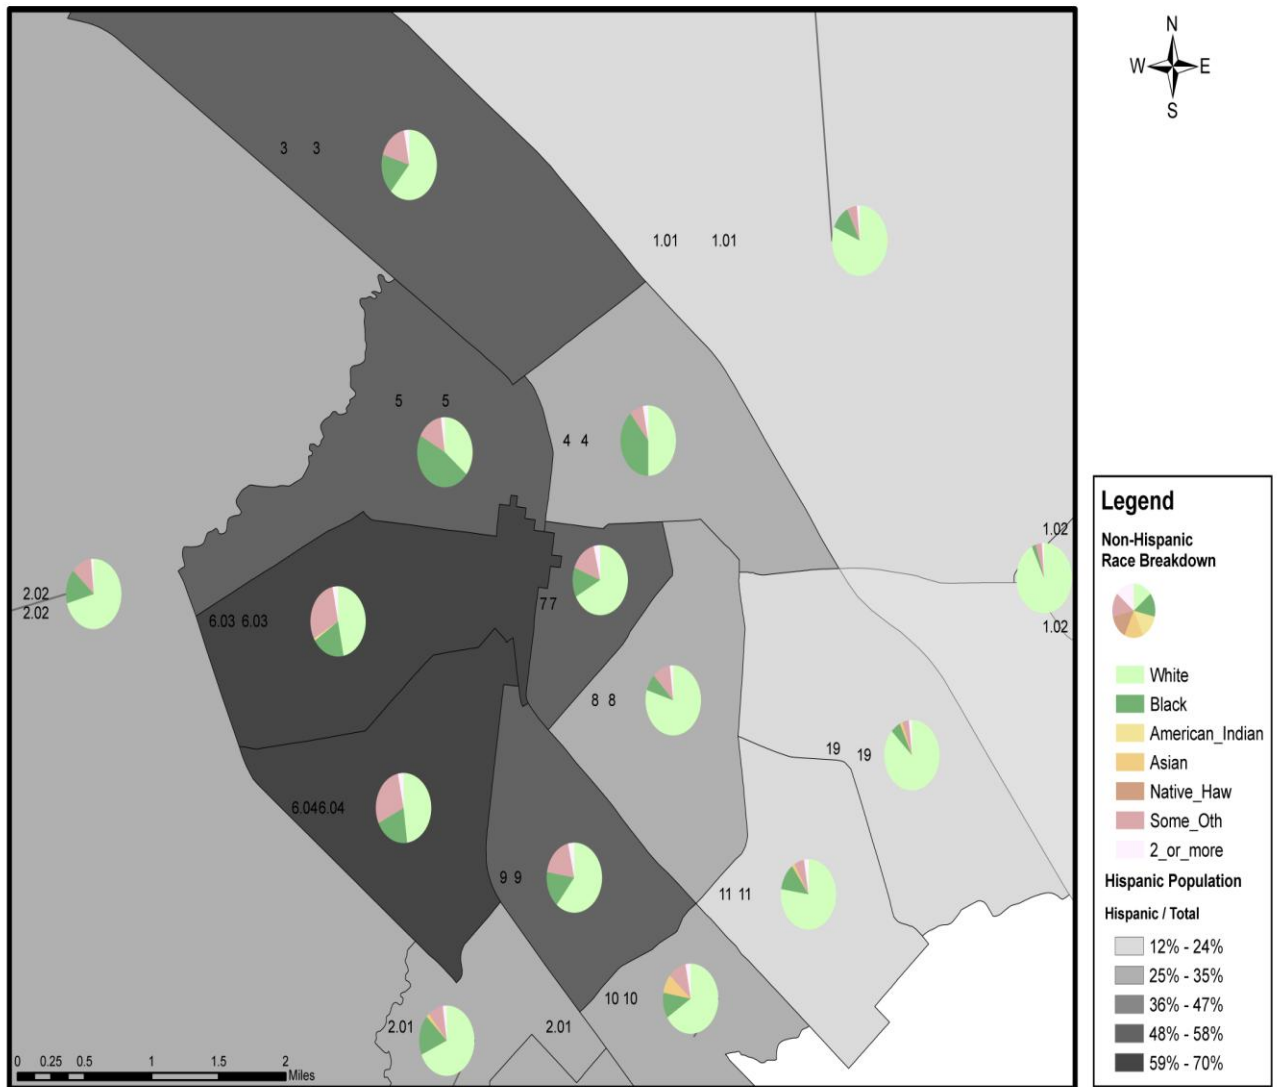 N
W E
S
3 3
1.01 1.01
5 5
4 4
1.02
2.02
2.02
7 7
6.03 6.03
1.02
8 8
19 19
6.046.04
9 9
11 11
10 10
2.01 2.01
0 0.25 0.5 1 1.5 2
Miles
Legend
Non-Hispanic
Race Breakdown
White
Black
American_Indian
Asian
Native_Haw
Some_Oth
2_or_more
Hispanic Population
Hispanic / Total
12% - 24%
25% - 35%
36% - 47%
48% - 58%
59% - 70%